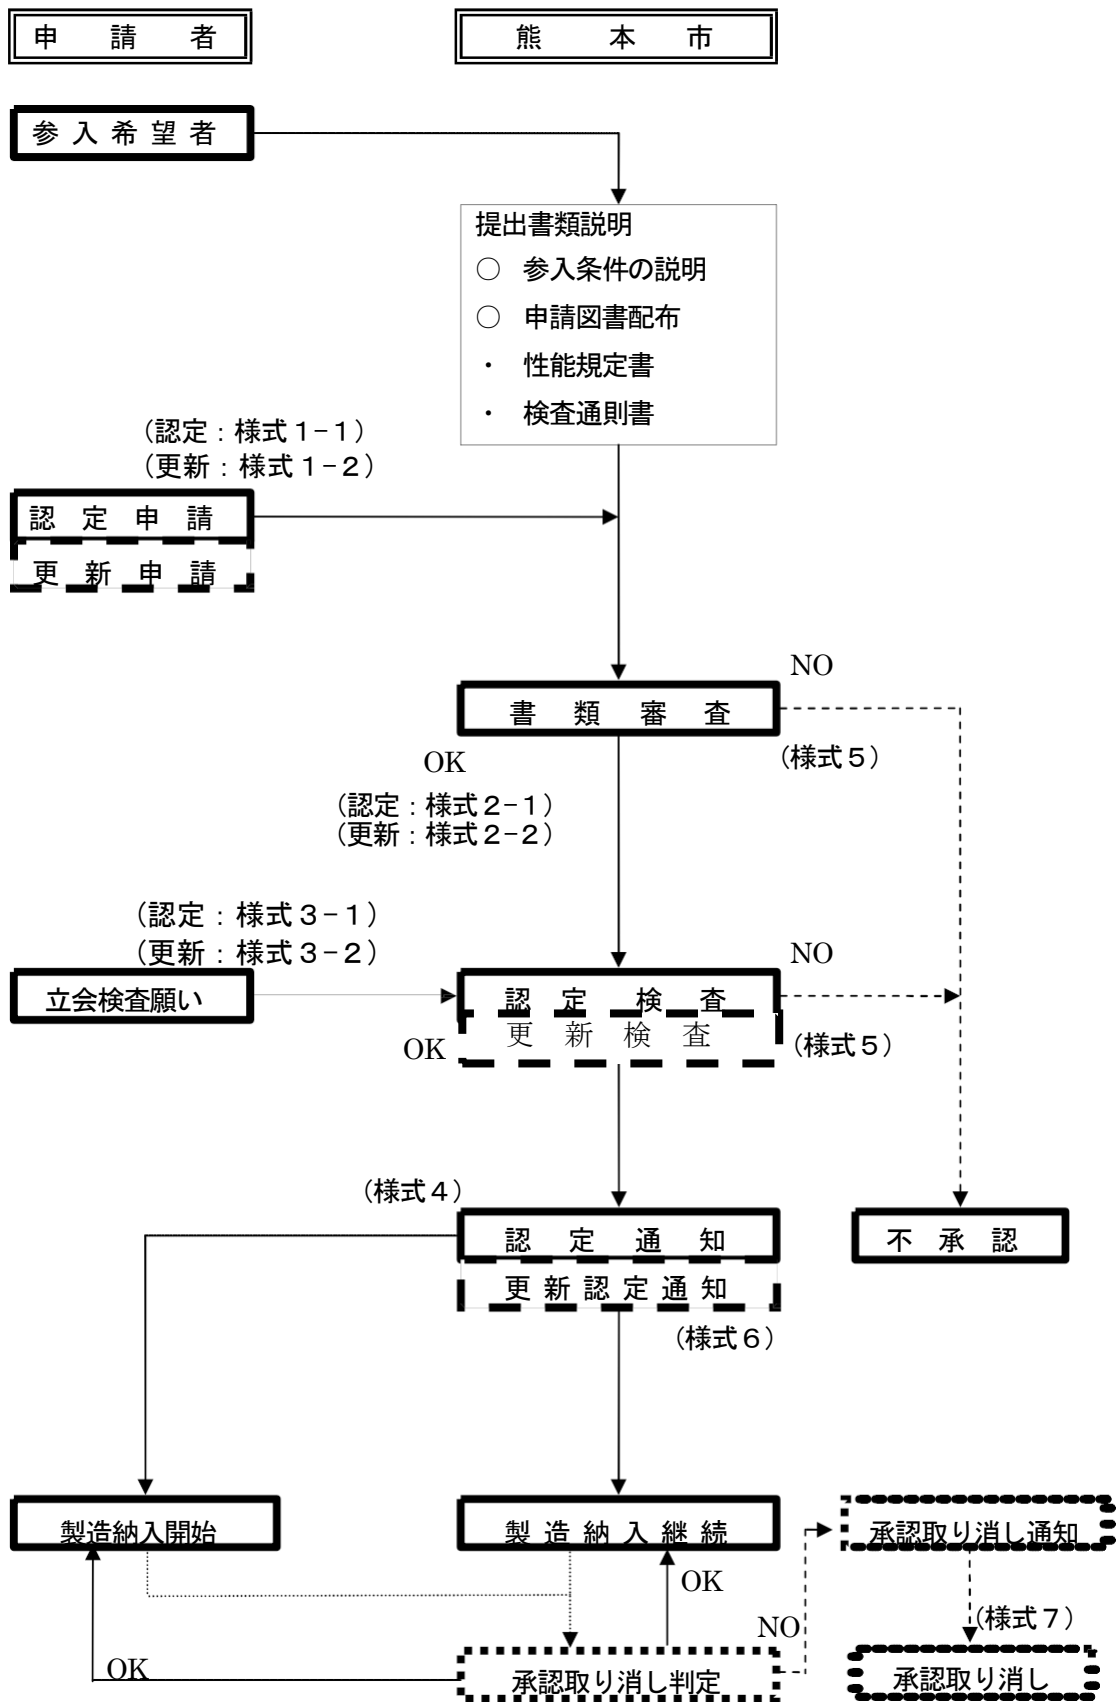 申請者
熊本市
参入希望者
提出書類説明
○ 参入条件の説明
○ 申請図書配布
・ 性能規定書
・ 検査通則書
（認定：様式１−１）
（更新：様式１−２）
認定申請
更新申請
NO
書類審査
（様式５）
OK
（認定：様式２−１）
（更新：様式２−２）
（認定：様式３−１）
（更新：様式３−２）
NO
立会検査願い
認定検査
更新検査
OK
（様式５）
（様式４）
認定通知
不承認
更新認定通知
（様式６）
製造納入開始
製造納入継続
承認取り消し通知
OK
NO
（様式７）
OK
承認取り消し判定
承認取り消し